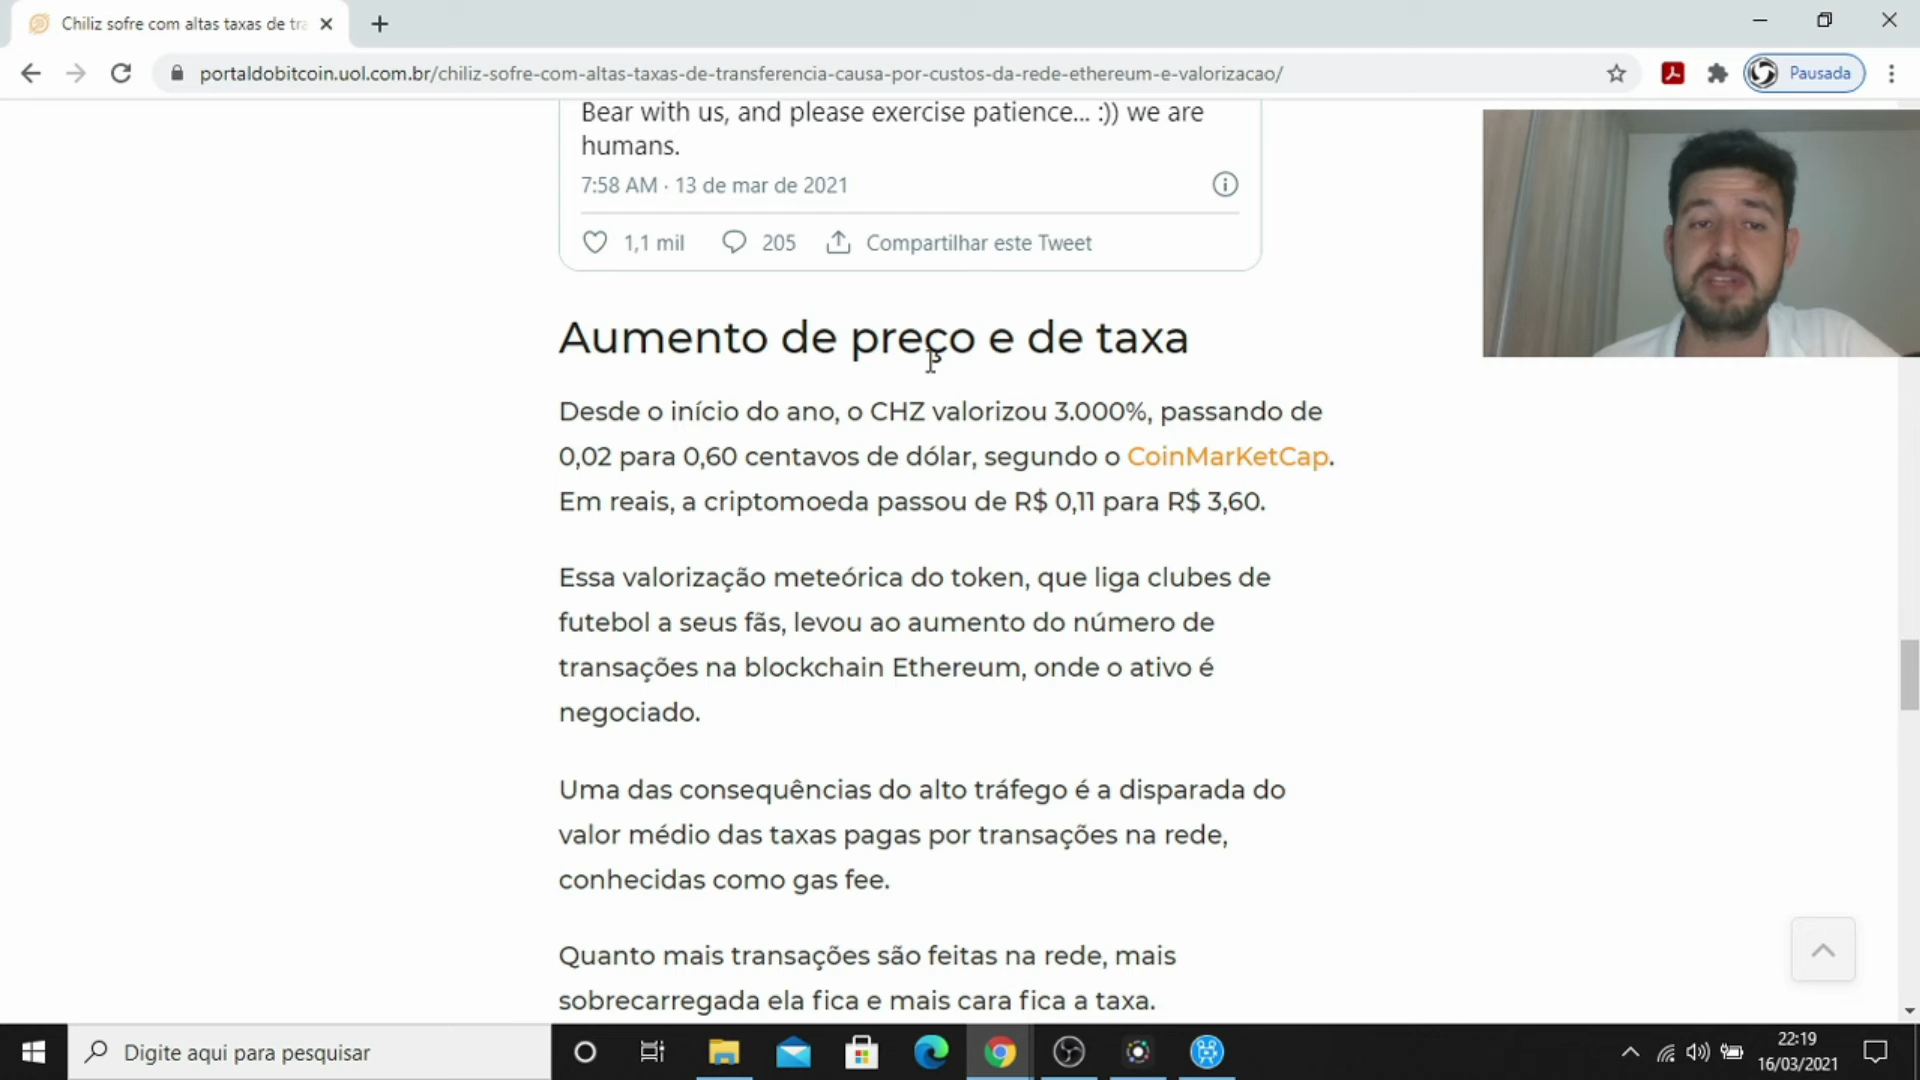 Chiliz sofre com altas taxas de tra
portaldobitcoin.uol.com.br/chiliz-sofre-com-altas-taxas-de-transferencia-causa-por-custos-da-rede-ethereum-e-valorizacao/
Pausada
Bear with us, and please exercise patience... :)) we are
humans.
7:58 AM · 13 de mar de 2021
1,1 mil 205 Compartilhar este Tweet
Aumento de preço e de taxa
Desde o início do ano, o CHZ valorizou 3.000%, passando de
0,02 para 0,60 centavos de dólar, segundo o CoinMarKetCap.
Em reais, a criptomoeda passou de R$ 0,11 para R$ 3,60.
Essa valorização meteórica do token, que liga clubes de
futebol a seus fãs, levou ao aumento do número de
transações na blockchain Ethereum, onde o ativo é
negociado.
Uma das consequências do alto tráfego é a disparada do
valor médio das taxas pagas por transações na rede,
conhecidas como gas fee.
Quanto mais transações são feitas na rede, mais
sobrecarregada ela fica e mais cara fica a taxa.
Digite aqui para pesquisar
22:19
16/03/2021